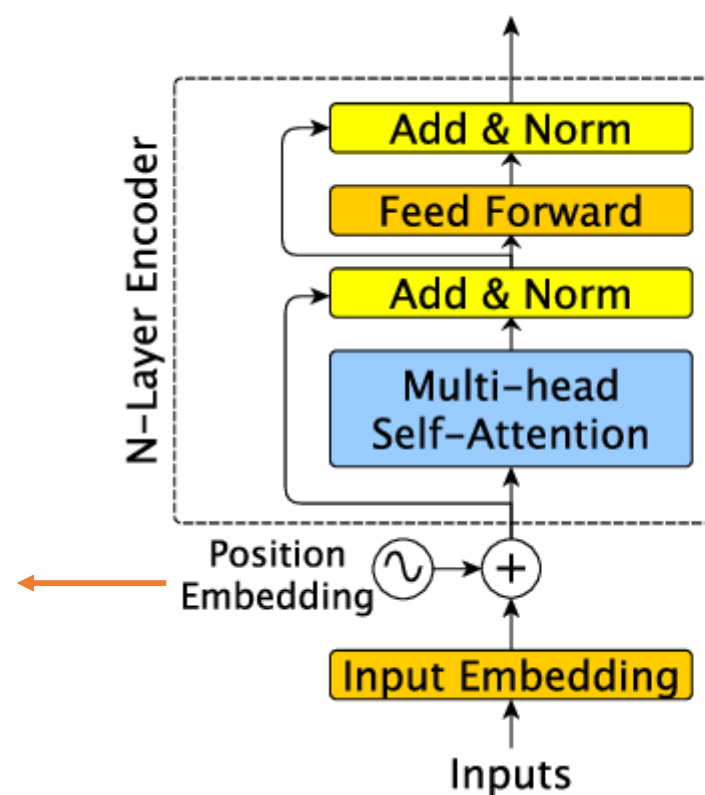 Add & Norm
Feed Forward
Add & Norm
Multi-head
Self-Attention
N-Layer Encoder
Position
Embedding
Input Embedding
Inputs